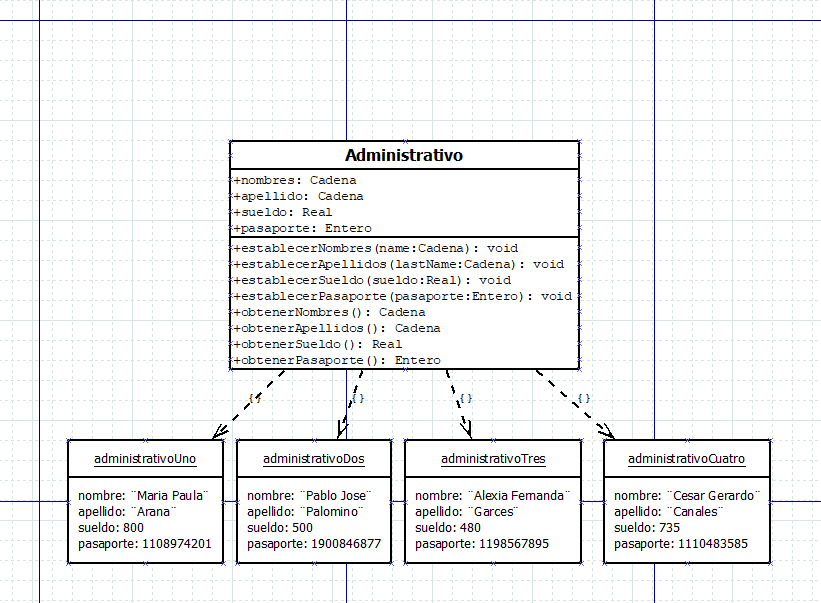 Administrativo
+nombres: Cadena
+apellido: Cadena
+sueldo: Real
+pasaporte: Entero
+establecerNombres(name:Cadena): void
+establecerApellidos(lastName:Cadena): void
+establecerSueldo(sueldo:Real): void
+establecerPasaporte(pasaporte:Entero): void
+obtenerNombres(): Cadena
+obtenerApellidos(): Cadena
+obtenerSueldo(): Real
+obtenerPasaporte(): Entero
{} {} {} {}
administrativoUno
nombre: ¨Maria Paula¨
apellido: ¨Arana¨
sueldo: 800
pasaporte: 1108974201
administrativoDos
nombre: ¨Pablo Jose¨
apellido: ¨Palomino¨
sueldo: 500
pasaporte: 1900846877
administrativoTres
nombre: ¨Alexia Fernanda¨
apellido: ¨Garces¨
sueldo: 480
pasaporte: 1198567895
administrativoCuatro
nombre: ¨Cesar Gerardo¨
apellido: ¨Canales¨
sueldo: 735
pasaporte: 1110483585